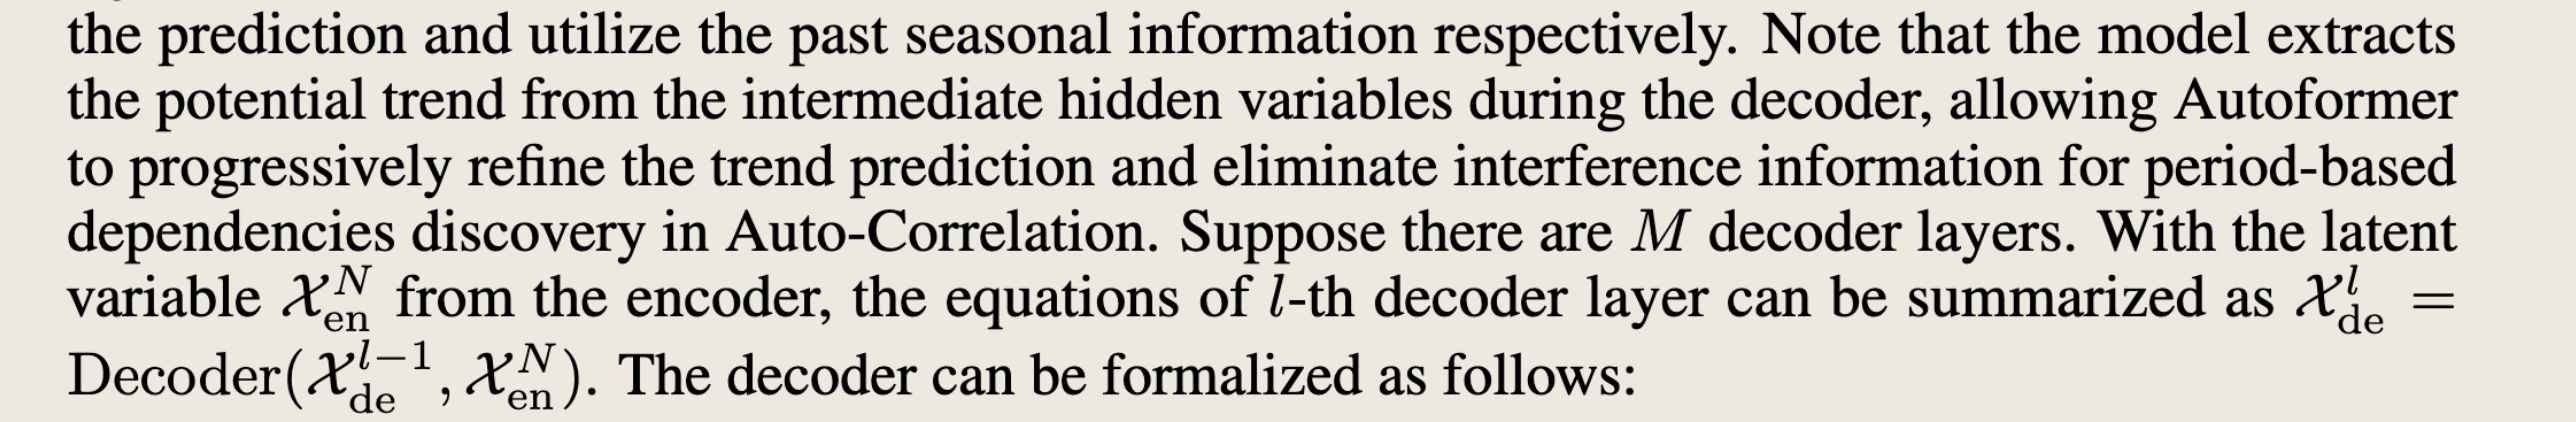 the prediction and utilize the past seasonal information respectively. Note that the model extracts
the potential trend from the intermediate hidden variables during the decoder, allowing Autoformer
to progressively refine the trend prediction and eliminate interference information for period-based
dependencies discovery in Auto-Correlation. Suppose there are $M$ decoder layers. With the latent
variable $\mathcal{X}_{\text{en}}^{N}$ from the encoder, the equations of $l$-th decoder layer can be summarized as $\mathcal{X}_{\text{de}}^{l} =$
$\text{Decoder}(\mathcal{X}_{\text{de}}^{l-1}, \mathcal{X}_{\text{en}}^{N})$. The decoder can be formalized as follows: